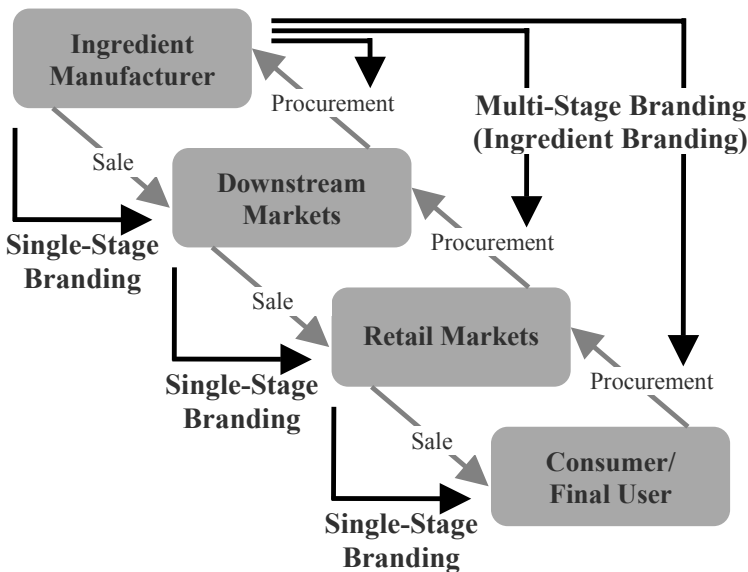 Ingredient
Manufacturer
Procurement
Multi-Stage Branding
(Ingredient Branding)
Sale
Downstream
Markets
Single-Stage
Branding
Procurement
Sale
Retail Markets
Single-Stage
Branding
Procurement
Sale
Consumer/
Final User
Single-Stage
Branding